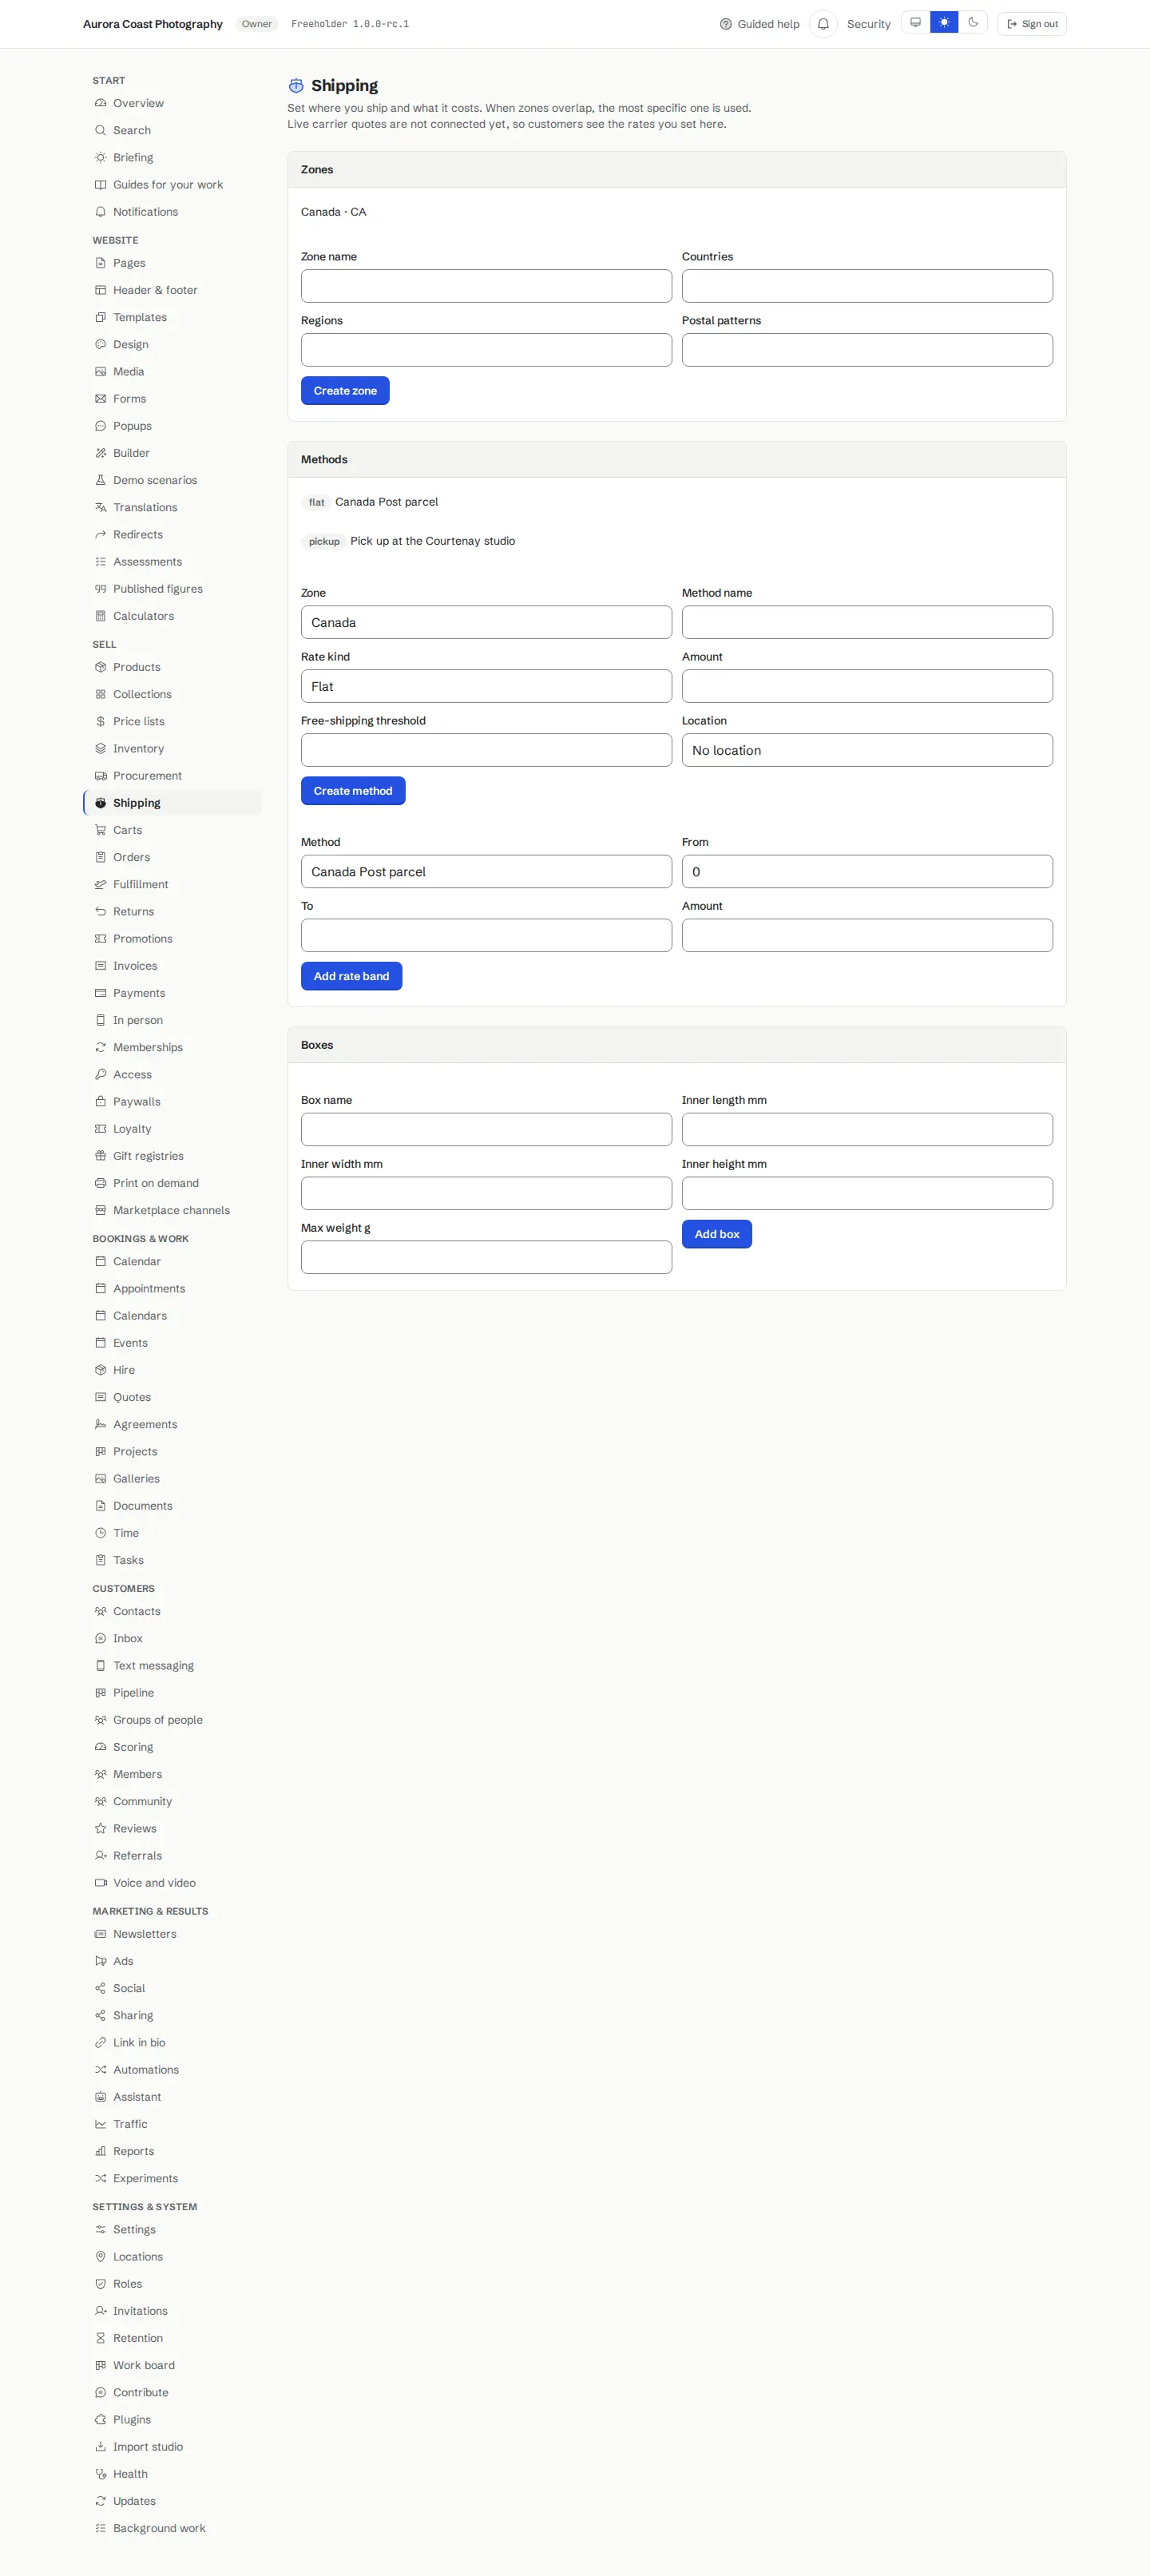 Aurora Coast Photography
Owner
Freeholder 1.0.0-rc.1
Guided help
Security
Sign out
START
Overview
Search
Briefing
Guides for your work
Notifications
WEBSITE
Pages
Header & footer
Templates
Design
Media
Forms
Popups
Builder
Demo scenarios
Translations
Redirects
Assessments
Published figures
Calculators
SELL
Products
Collections
Price lists
Inventory
Procurement
Shipping
Carts
Orders
Fulfillment
Returns
Promotions
Invoices
Payments
In person
Memberships
Access
Paywalls
Loyalty
Gift registries
Print on demand
Marketplace channels
BOOKINGS & WORK
Calendar
Appointments
Calendars
Events
Hire
Quotes
Agreements
Projects
Galleries
Documents
Time
Tasks
CUSTOMERS
Contacts
Inbox
Text messaging
Pipeline
Groups of people
Scoring
Members
Community
Reviews
Referrals
Voice and video
MARKETING & RESULTS
Newsletters
Ads
Social
Sharing
Link in bio
Automations
Assistant
Traffic
Reports
Experiments
SETTINGS & SYSTEM
Settings
Locations
Roles
Invitations
Retention
Work board
Contribute
Plugins
Import studio
Health
Updates
Background work
Shipping
Set where you ship and what it costs. When zones overlap, the most specific one is used.
Live carrier quotes are not connected yet, so customers see the rates you set here.
Zones
Canada · CA
Zone name
Countries
Regions
Postal patterns
Create zone
Methods
flat Canada Post parcel
pickup Pick up at the Courtenay studio
Zone
Method name
Canada
Rate kind
Amount
Flat
Free-shipping threshold
Location
No location
Create method
Method
From
Canada Post parcel
0
To
Amount
Add rate band
Boxes
Box name
Inner length mm
Inner width mm
Inner height mm
Max weight g
Add box